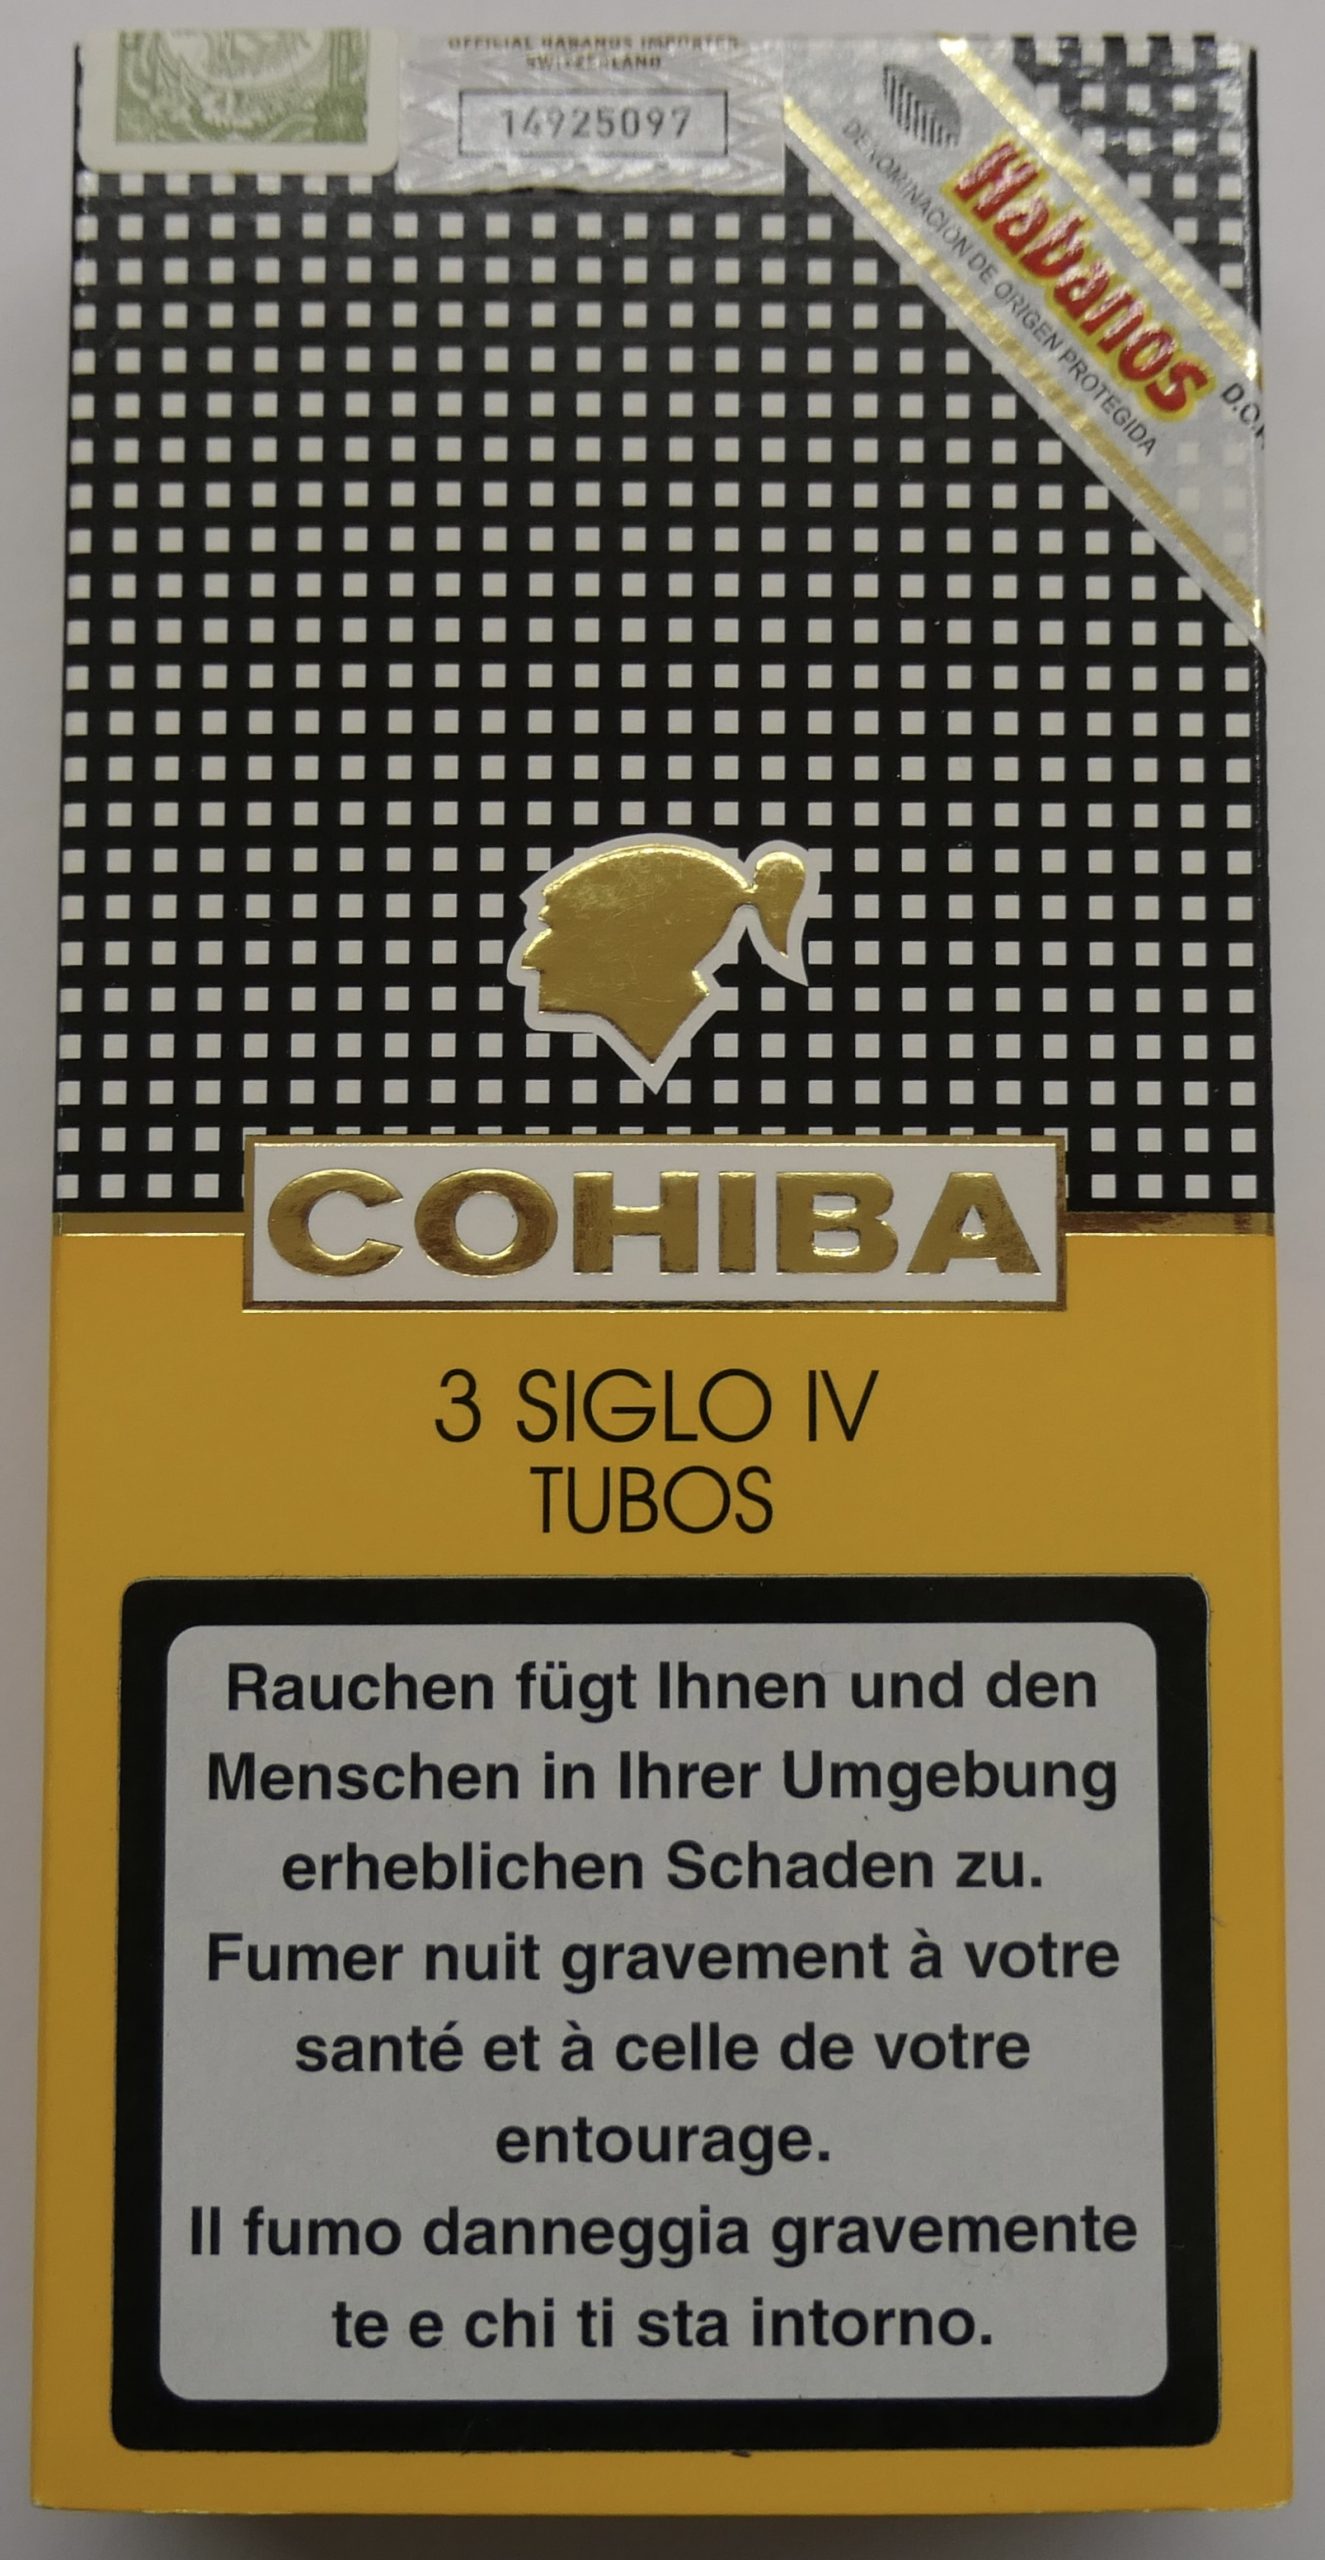 OFFICIAL HABANOS IMPORTER
SWITZERLAND
14925097
Habanos
D.O.P.
DENOMINACIÓN DE ORIGEN PROTEGIDA
COHIBA
3 SIGLO IV
TUBOS
Rauchen fügt Ihnen und den
Menschen in Ihrer Umgebung
erheblichen Schaden zu.
Fumer nuit gravement à votre
santé et à celle de votre
entourage.
Il fumo danneggia gravemente
te e chi ti sta intorno.